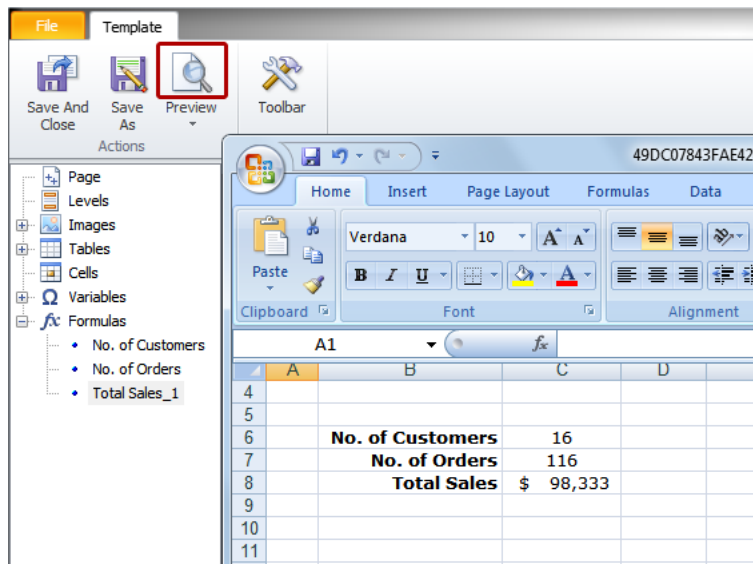 File Template
Save And Close
Save As
Preview
Toolbar
Actions
Page
Levels
Images
Tables
Cells
Variables
Formulas
No. of Customers
No. of Orders
Total Sales_1
49DC07843FAE42
Home Insert Page Layout Formulas Data
Paste
Verdana 10 A A
B I U A
Clipboard Font Alignment
A1 fx
A B C D
4
5
6 No. of Customers 16
7 No. of Orders 116
8 Total Sales $ 98,333
9
10
11